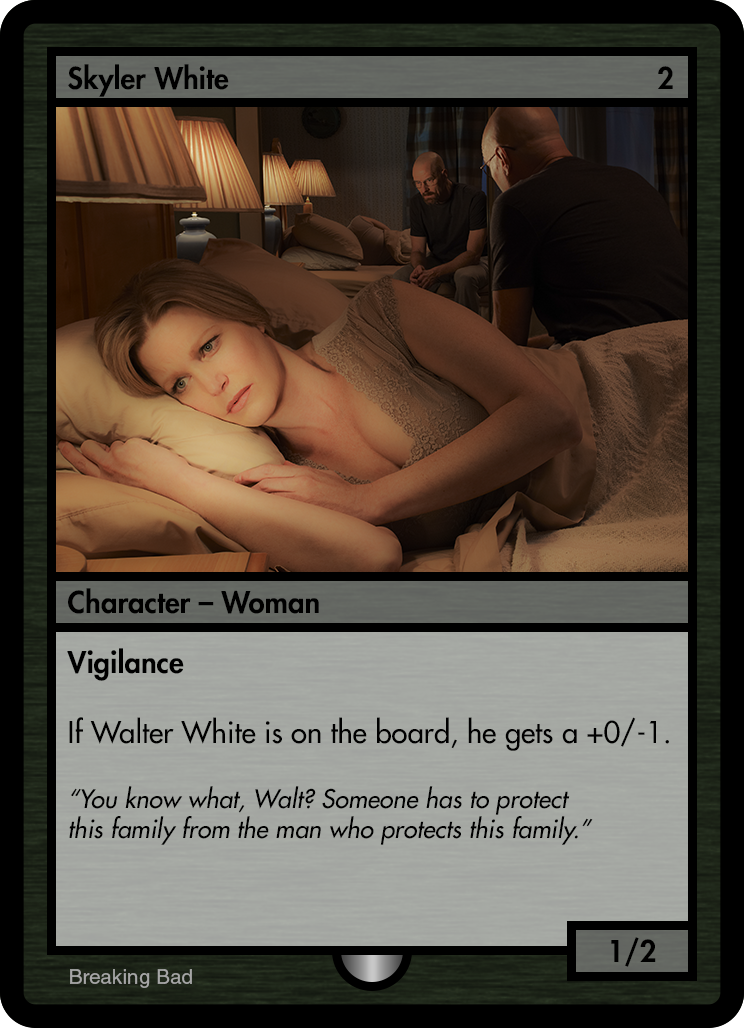 Skyler White 2
Character – Woman
Vigilance
If Walter White is on the board, he gets a +0/-1.
“You know what, Walt? Someone has to protect
this family from the man who protects this family.”
1/2
Breaking Bad